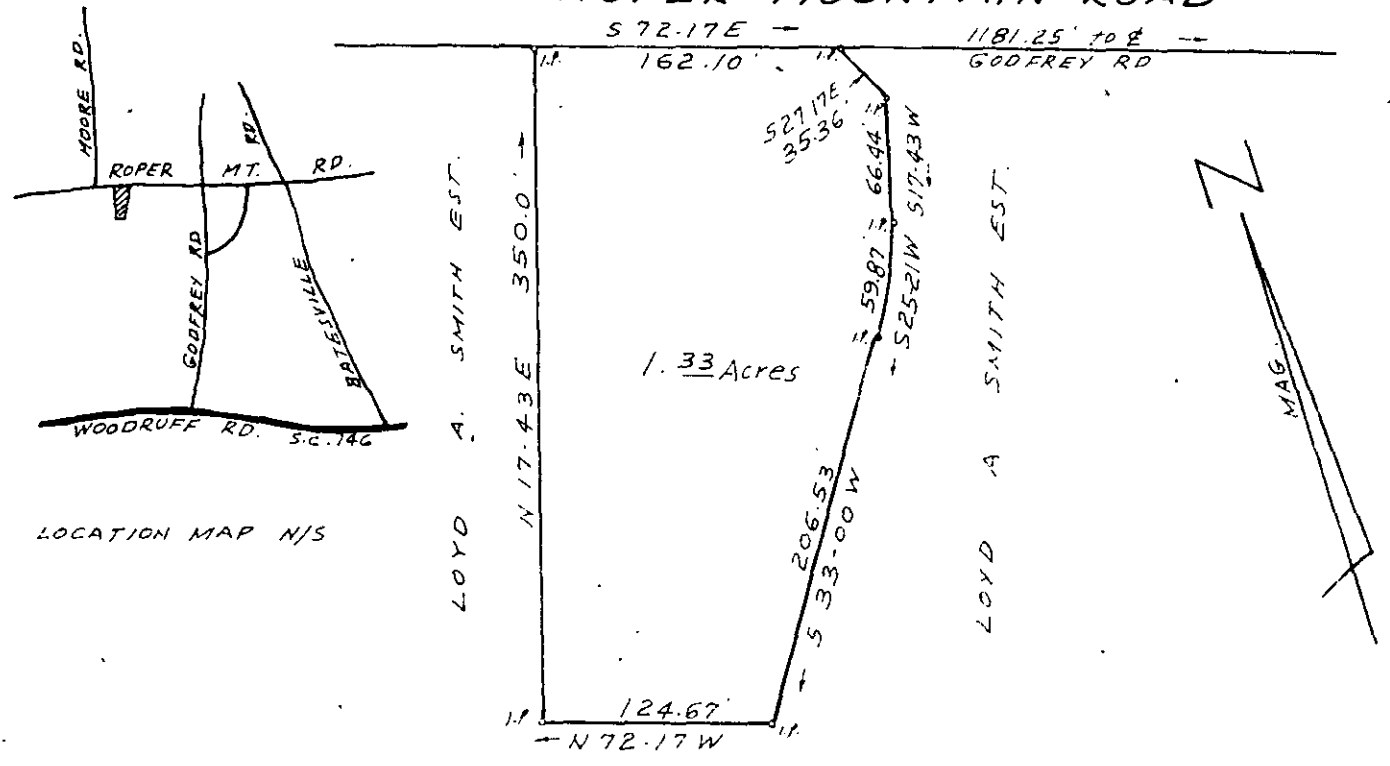 ROPER MOUNTAIN ROAD
S 72.17 E
162.10'
1181.25' to ℄
GODFREY RD
I.P.
I.P.
S 27.17 E
35.36'
I.P.
66.44'
S 17-43 W
I.P.
59.87
S 25-21 W
I.P.
206.53
S 33-00 W
I.P.
124.67'
N 72.17 W
I.P.
N 17-43 E 350.0'
1.33 Acres
LOYD A. SMITH EST.
LOYD A SMITH EST.
N
MAG.
MOORE RD.
ROPER MT. RD.
GODFREY RD
BATESVILLE RD.
WOODRUFF RD. S.C. 146
LOCATION MAP N/S